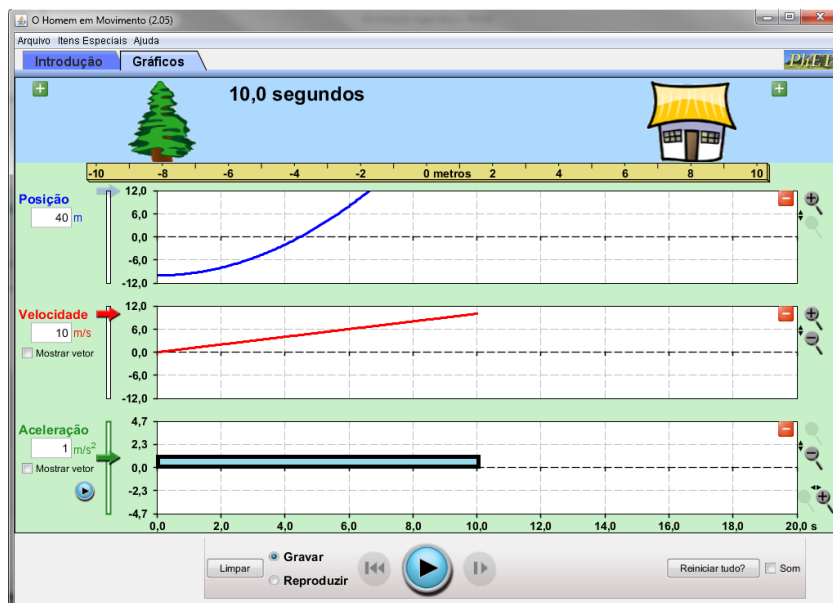 O Homem em Movimento (2.05)
Arquivo Itens Especiais Ajuda
Introdução Gráficos
PhET
10,0 segundos
-10 -8 -6 -4 -2 0 metros 2 4 6 8 10
Posição
40 m
12,0
6,0
0,0
-6,0
-12,0
Velocidade
10 m/s
Mostrar vetor
12,0
6,0
0,0
-6,0
-12,0
Aceleração
1 m/s²
Mostrar vetor
4,7
2,3
0,0
-2,3
-4,7
0,0 2,0 4,0 6,0 8,0 10,0 12,0 14,0 16,0 18,0 20,0 s
Limpar
Gravar
Reproduzir
Reiniciar tudo?
Som